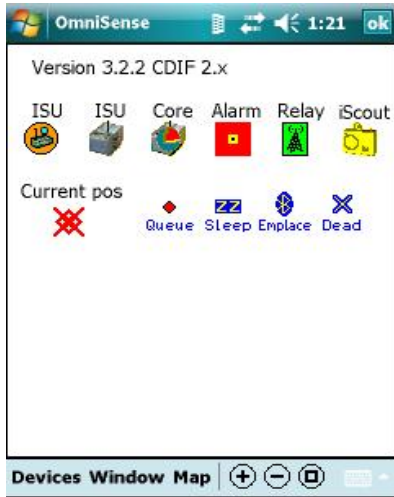 OmniSense 1:21 ok
Version 3.2.2 CDIF 2.x
ISU ISU Core Alarm Relay iScout
Current pos
ZZ
Queue Sleep Emplace Dead
Devices Window Map